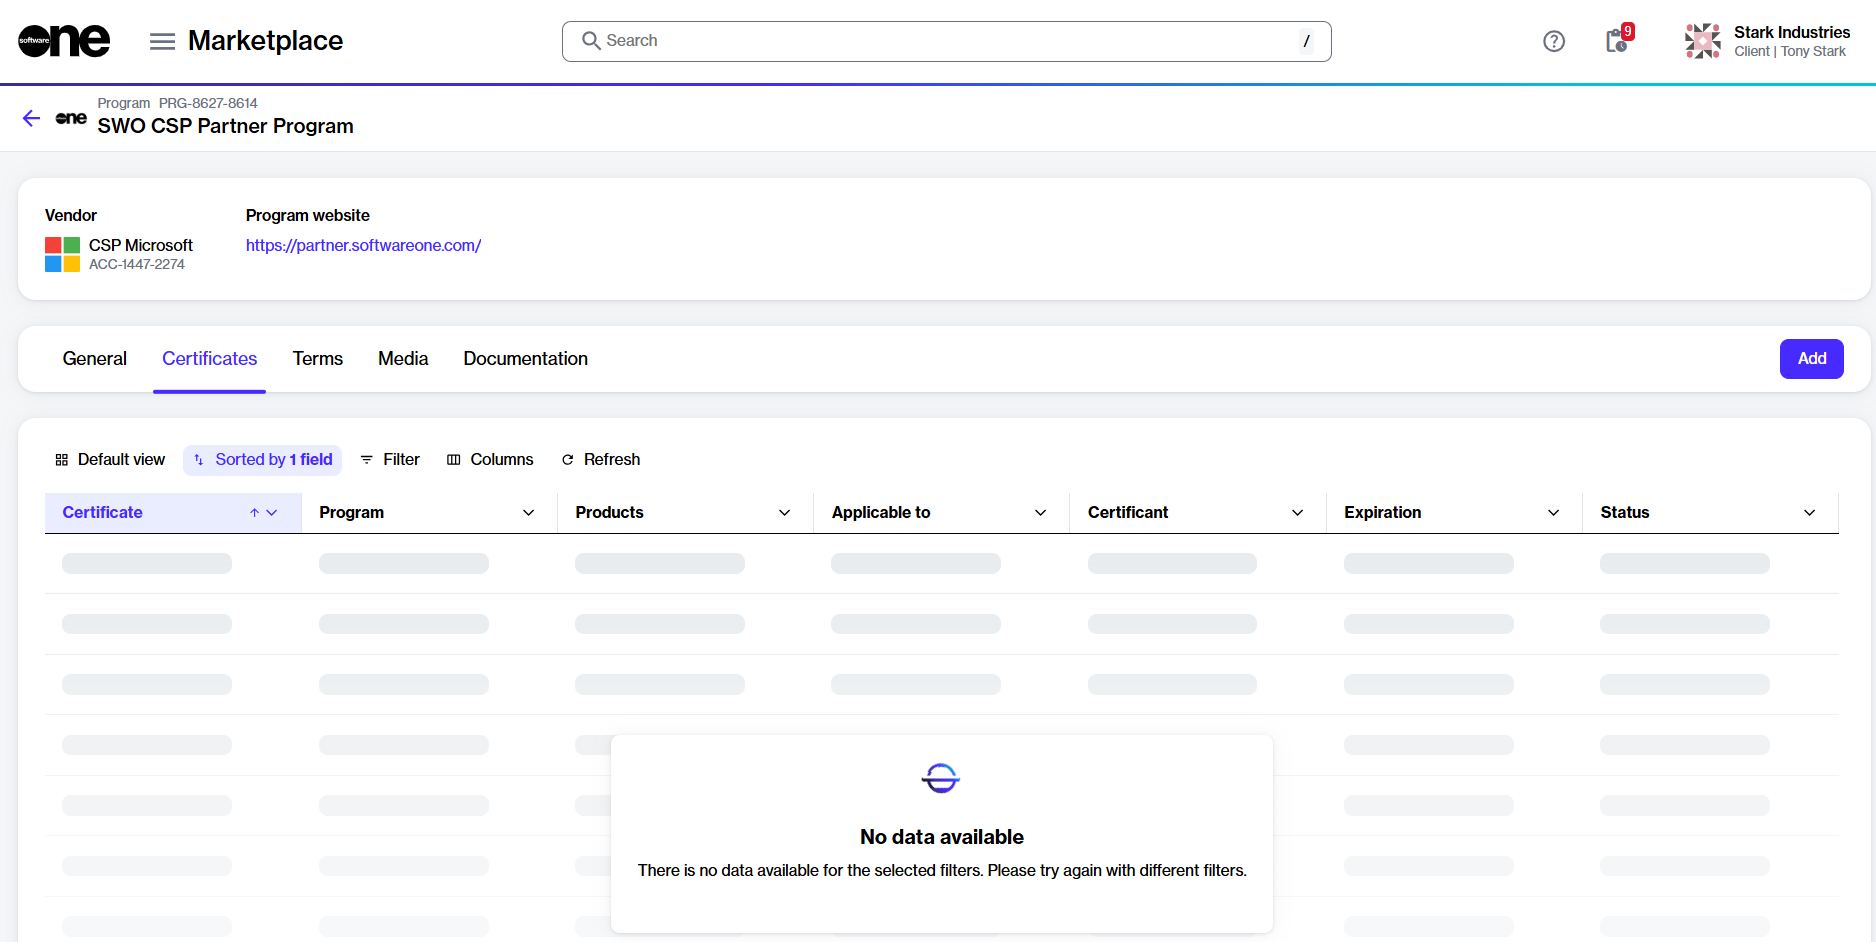 software one
Marketplace
Search
/
9
Stark Industries
Client | Tony Stark
one
Program PRG-8627-8614
SWO CSP Partner Program
Vendor
Program website
CSP Microsoft
ACC-1447-2274
https://partner.softwareone.com/
General
Certificates
Terms
Media
Documentation
Add
Default view
Sorted by 1 field
Filter
Columns
Refresh
Certificate
Program
Products
Applicable to
Certificant
Expiration
Status
No data available
There is no data available for the selected filters. Please try again with different filters.